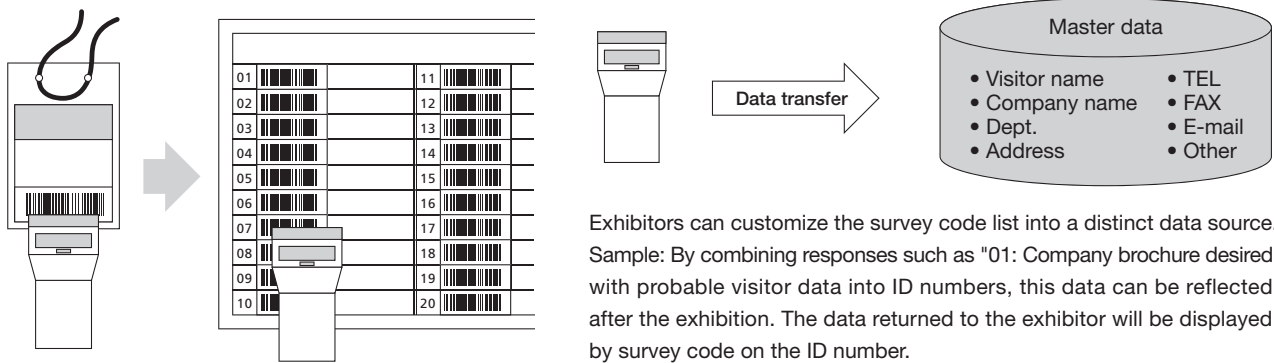 01
02
03
04
05
06
07
08
09
10
11
12
13
14
15
16
17
18
19
20
Data transfer
Master data
• Visitor name
• Company name
• Dept.
• Address
• TEL
• FAX
• E-mail
• Other
Exhibitors can customize the survey code list into a distinct data source.
Sample: By combining responses such as "01: Company brochure desired
with probable visitor data into ID numbers, this data can be reflected
after the exhibition. The data returned to the exhibitor will be displayed
by survey code on the ID number.